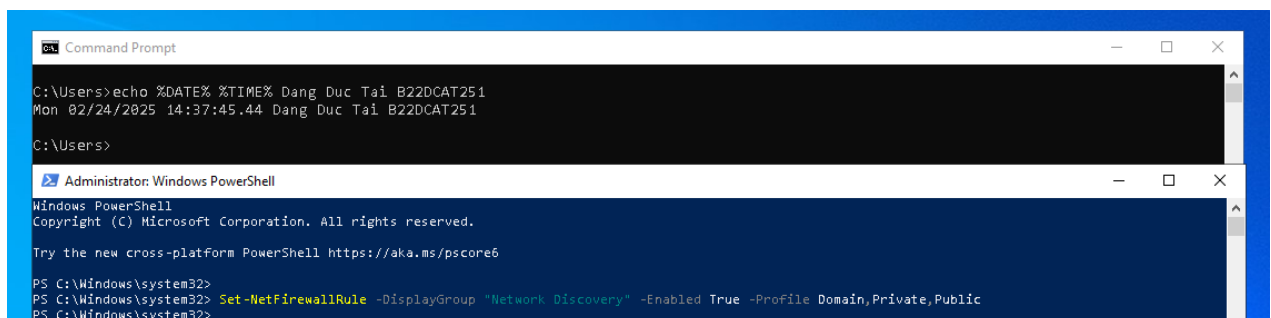 Command Prompt
C:\Users>echo %DATE% %TIME% Dang Duc Tai B22DCAT251
Mon 02/24/2025 14:37:45.44 Dang Duc Tai B22DCAT251
C:\Users>
Administrator: Windows PowerShell
Windows PowerShell
Copyright (C) Microsoft Corporation. All rights reserved.
Try the new cross-platform PowerShell https://aka.ms/pscore6
PS C:\Windows\system32>
PS C:\Windows\system32> Set-NetFirewallRule -DisplayGroup "Network Discovery" -Enabled True -Profile Domain,Private,Public
PS C:\Windows\system32>